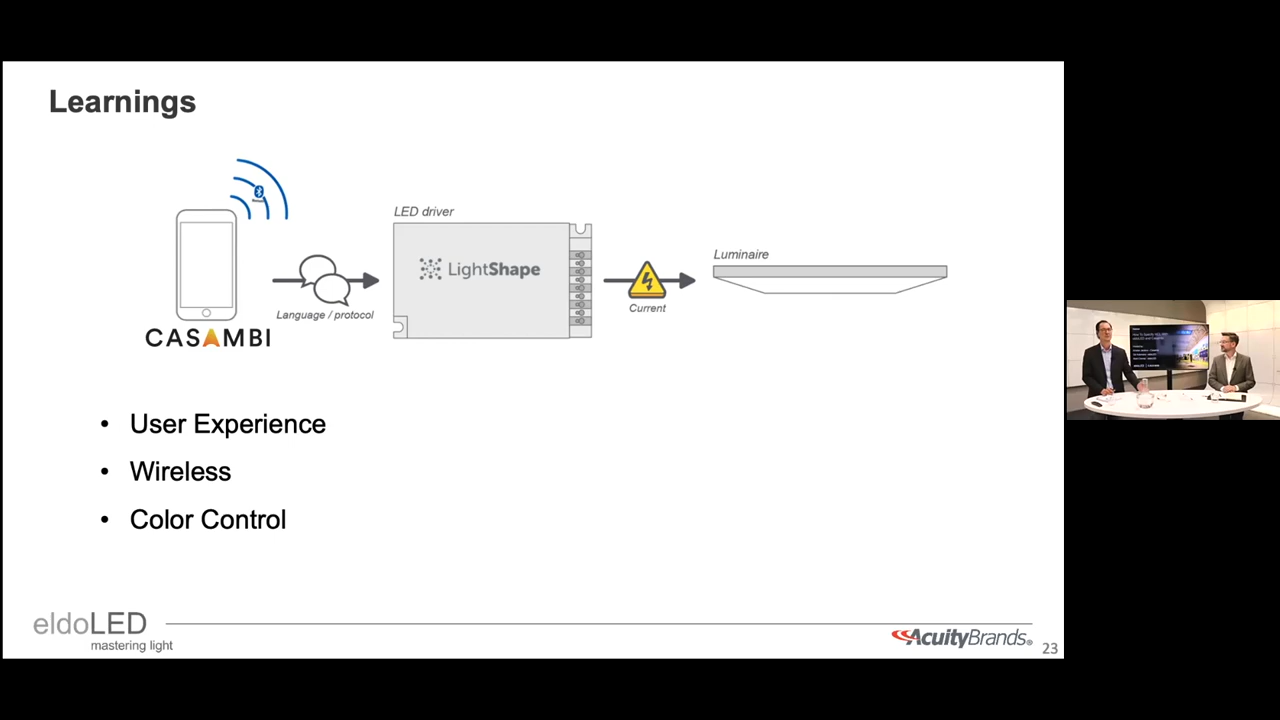 Learnings
LED driver
LightShape
Luminaire
Language / protocol
Current
CASAMBI
• User Experience
• Wireless
• Color Control
eldoLED
mastering light
AcuityBrands®
23